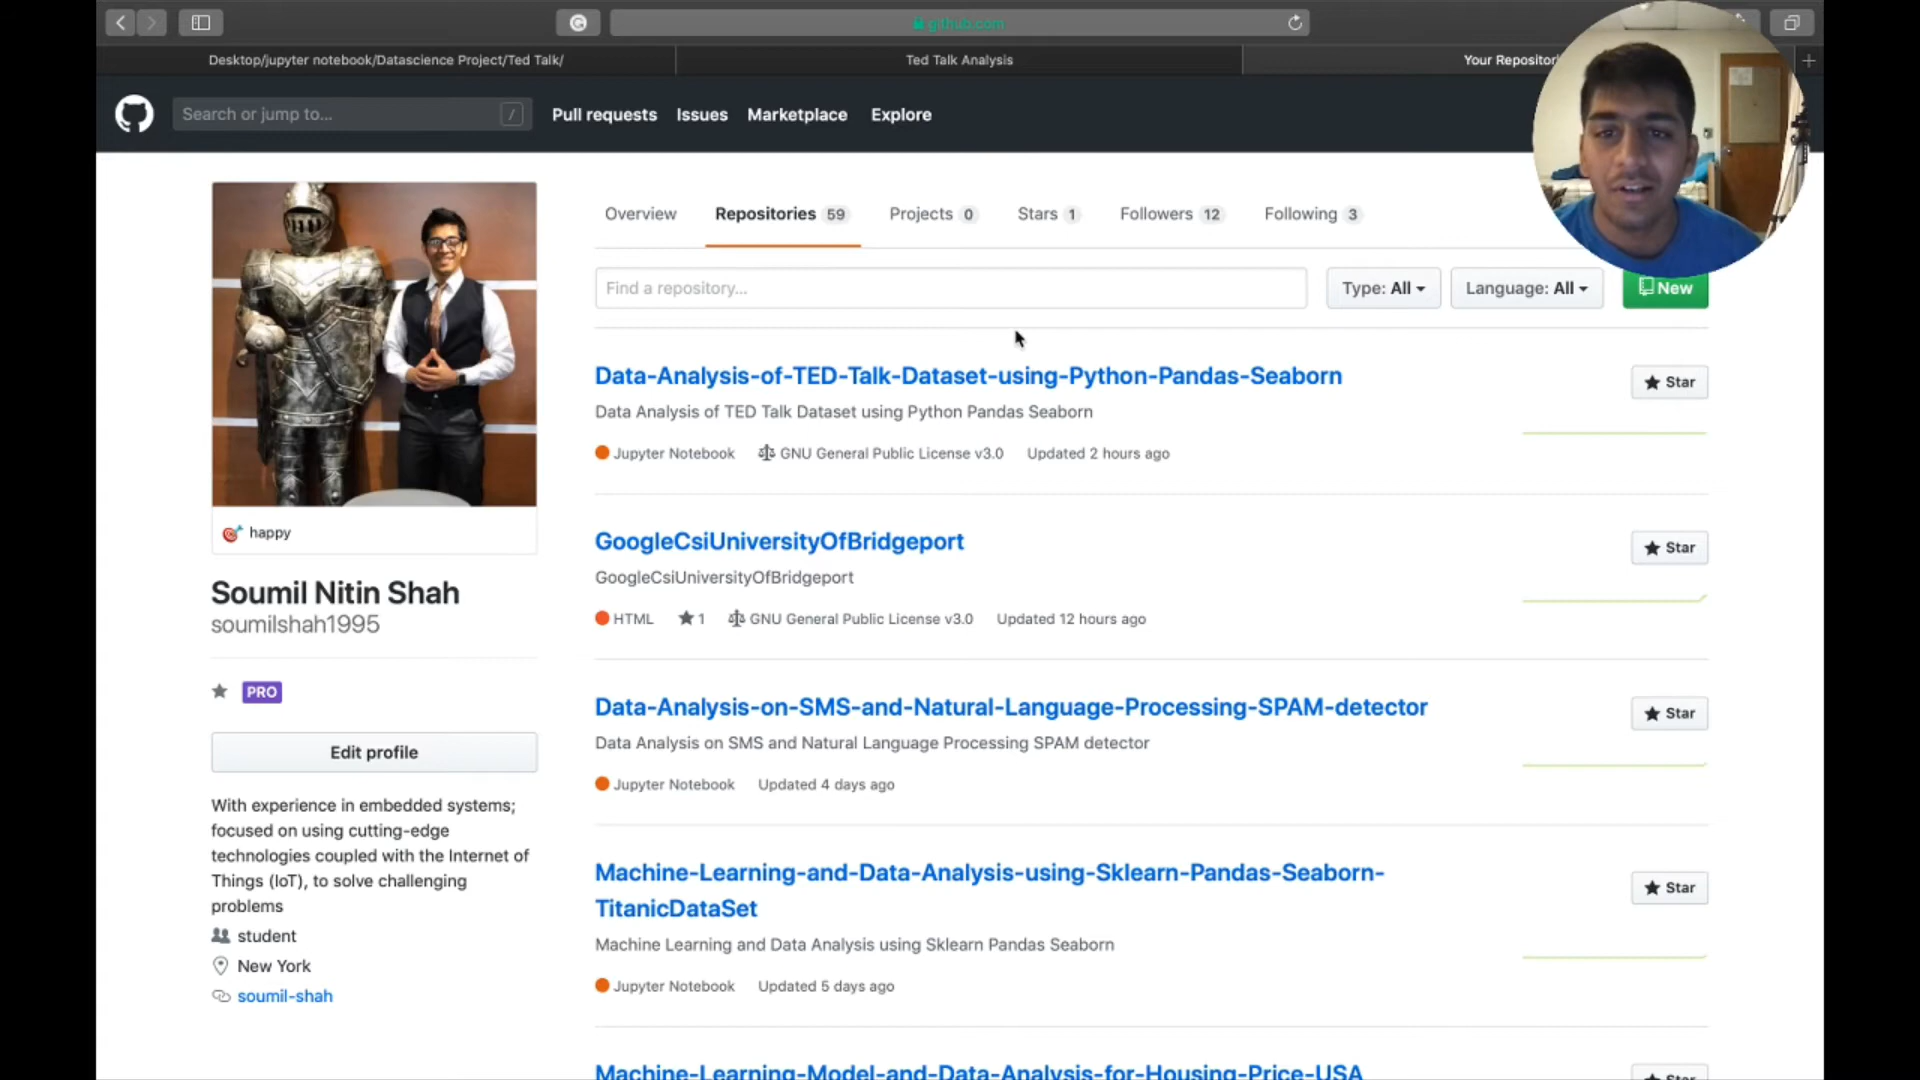 github.com
Desktop/jupyter notebook/Datascience Project/Ted Talk/
Ted Talk Analysis
Your Repositor
Search or jump to...
/
Pull requests
Issues
Marketplace
Explore
Overview
Repositories 59
Projects 0
Stars 1
Followers 12
Following 3
Find a repository...
Type: All
Language: All
New
Data-Analysis-of-TED-Talk-Dataset-using-Python-Pandas-Seaborn
Star
Data Analysis of TED Talk Dataset using Python Pandas Seaborn
Jupyter Notebook GNU General Public License v3.0 Updated 2 hours ago
GoogleCsiUniversityOfBridgeport
Star
GoogleCsiUniversityOfBridgeport
HTML 1 GNU General Public License v3.0 Updated 12 hours ago
Data-Analysis-on-SMS-and-Natural-Language-Processing-SPAM-detector
Star
Data Analysis on SMS and Natural Language Processing SPAM detector
Jupyter Notebook Updated 4 days ago
Machine-Learning-and-Data-Analysis-using-Sklearn-Pandas-Seaborn-
TitanicDataSet
Star
Machine Learning and Data Analysis using Sklearn Pandas Seaborn
Jupyter Notebook Updated 5 days ago
Machine-Learning-Model-and-Data-Analysis-for-Housing-Price-USA
Star
happy
Soumil Nitin Shah
soumilshah1995
PRO
Edit profile
With experience in embedded systems;
focused on using cutting-edge
technologies coupled with the Internet of
Things (IoT), to solve challenging
problems
student
New York
soumil-shah